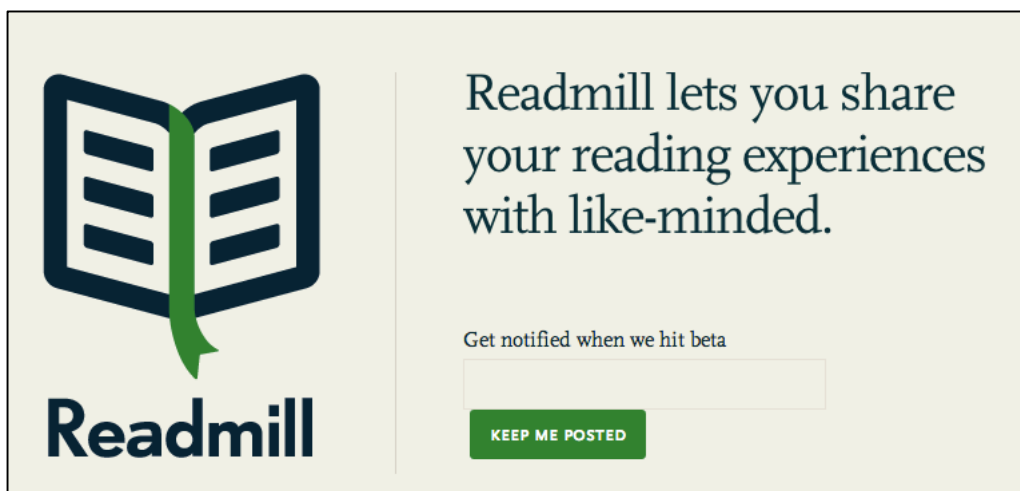 Readmill
Readmill lets you share
your reading experiences
with like-minded.
Get notified when we hit beta
KEEP ME POSTED